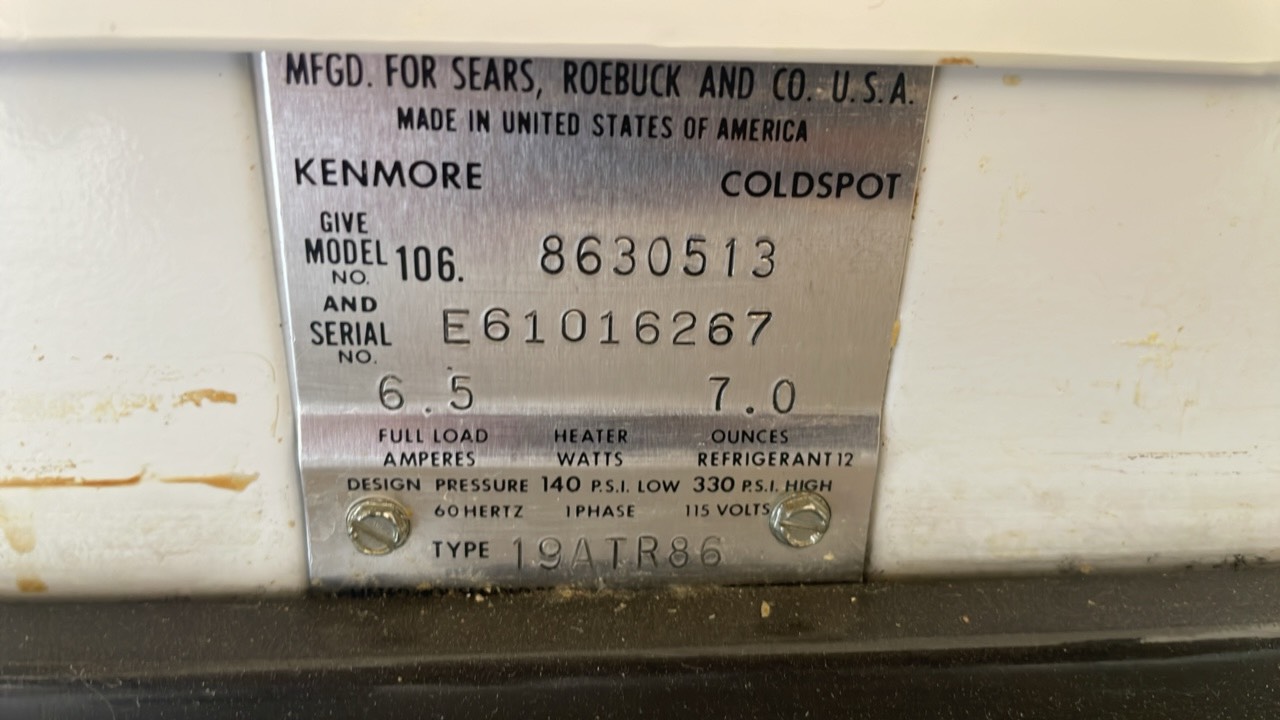 MFGD. FOR SEARS, ROEBUCK AND CO. U.S.A.
MADE IN UNITED STATES OF AMERICA
KENMORE COLDSPOT
GIVE
MODEL 106. 8630513
NO.
AND
SERIAL E61016267
NO.
6.5 7.0
FULL LOAD HEATER OUNCES
AMPERES WATTS REFRIGERANT 12
DESIGN PRESSURE 140 P.S.I. LOW 330 P.S.I. HIGH
60 HERTZ 1 PHASE 115 VOLTS
TYPE 19ATR86